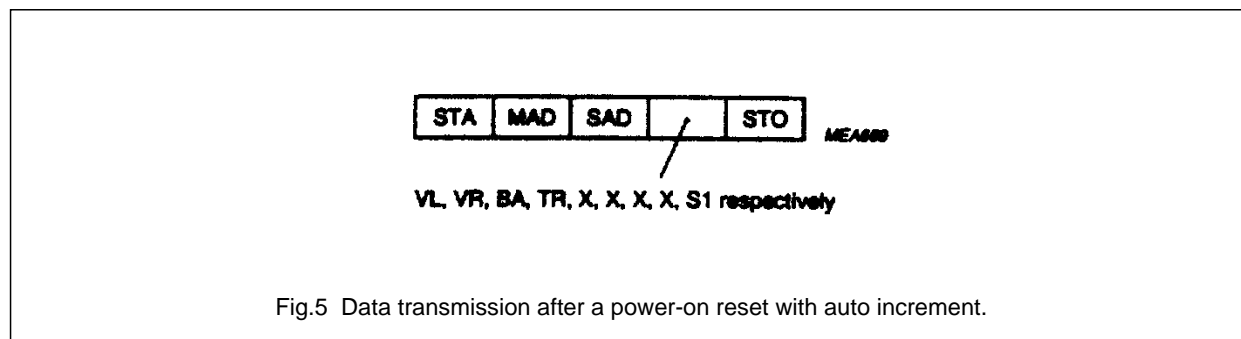 STA MAD SAD STO
MEA669
VL, VR, BA, TR, X, X, X, X, S1 respectively
Fig.5 Data transmission after a power-on reset with auto increment.